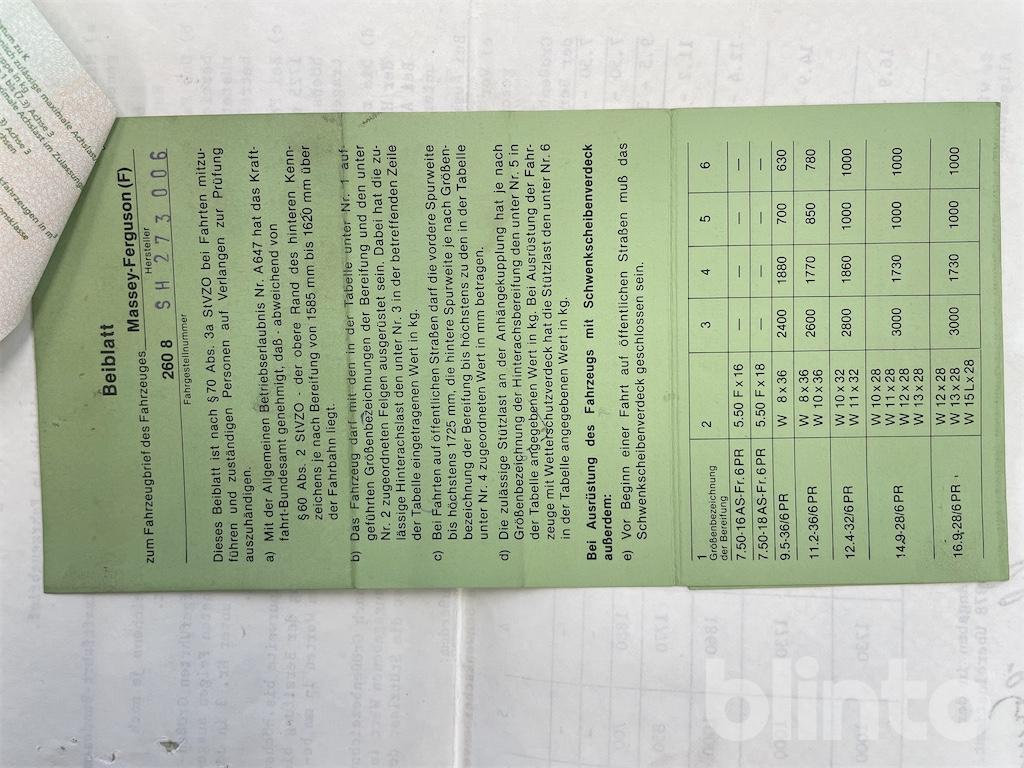 Beiblatt
zum Fahrzeugbrief des Fahrzeuges Massey-Ferguson (F)
Hersteller
260 8 SH 273 006
Fahrgestellnummer
Dieses Beiblatt ist nach § 70 Abs. 3a StVZO bei Fahrten mitzu-
führen und zuständigen Personen auf Verlangen zur Prüfung
auszuhändigen.
a) Mit der Allgemeinen Betriebserlaubnis Nr. A647 hat das Kraft-
fahrt-Bundesamt genehmigt, daß - abweichend von
§ 60 Abs. 2 StVZO - der obere Rand des hinteren Kenn-
zeichens je nach Bereifung von 1585 mm bis 1620 mm über
der Fahrbahn liegt.
b) Das Fahrzeug darf mit den in der Tabelle unter Nr. 1 auf-
geführten Größenbezeichnungen der Bereifung und den unter
Nr. 2 zugeordneten Felgen ausgerüstet sein. Dabei hat die zu-
lässige Hinterachslast den unter Nr. 3 in der betreffenden Zeile
der Tabelle eingetragenen Wert in kg.
c) Bei Fahrten auf öffentlichen Straßen darf die vordere Spurweite
bis höchstens 1725 mm, die hintere Spurweite je nach Größen-
bezeichnung der Bereifung bis höchstens zu den in der Tabelle
unter Nr. 4 zugeordneten Wert in mm betragen.
d) Die zulässige Stützlast an der Anhängekupplung hat je nach
Größenbezeichnung der Hinterachsbereifung den unter Nr. 5 in
der Tabelle angegebenen Wert in kg. Bei Ausrüstung der Fahr-
zeuge mit Wetterschutzverdeck hat die Stützlast den unter Nr. 6
in der Tabelle angegebenen Wert in kg.
Bei Ausrüstung des Fahrzeugs mit Schwenkscheibenverdeck
außerdem:
e) Vor Beginn einer Fahrt auf öffentlichen Straßen muß das
Schwenkscheibenverdeck geschlossen sein.
1 2 3 4 5 6
Größenbezeichnung
der Bereifung
7.50-16 AS-Fr. 6 PR 5.50 F x 16 — — — —
7.50-18 AS-Fr. 6 PR 5.50 F x 18 — — — —
9.5-36/6 PR W 8 x 36 2400 1880 700 630
11.2-36/6 PR W 8 x 36 2600 1770 850 780
W 10 x 36
12.4-32/6 PR W 10 x 32 2800 1860 1000 1000
W 11 x 32
14.9-28/6 PR W 10 x 28 3000 1730 1000 1000
W 11 x 28
W 12 x 28
W 13 x 28
16.9-28/6 PR W 12 x 28 3000 1730 1000 1000
W 13 x 28
W 15 L x 28
blinto